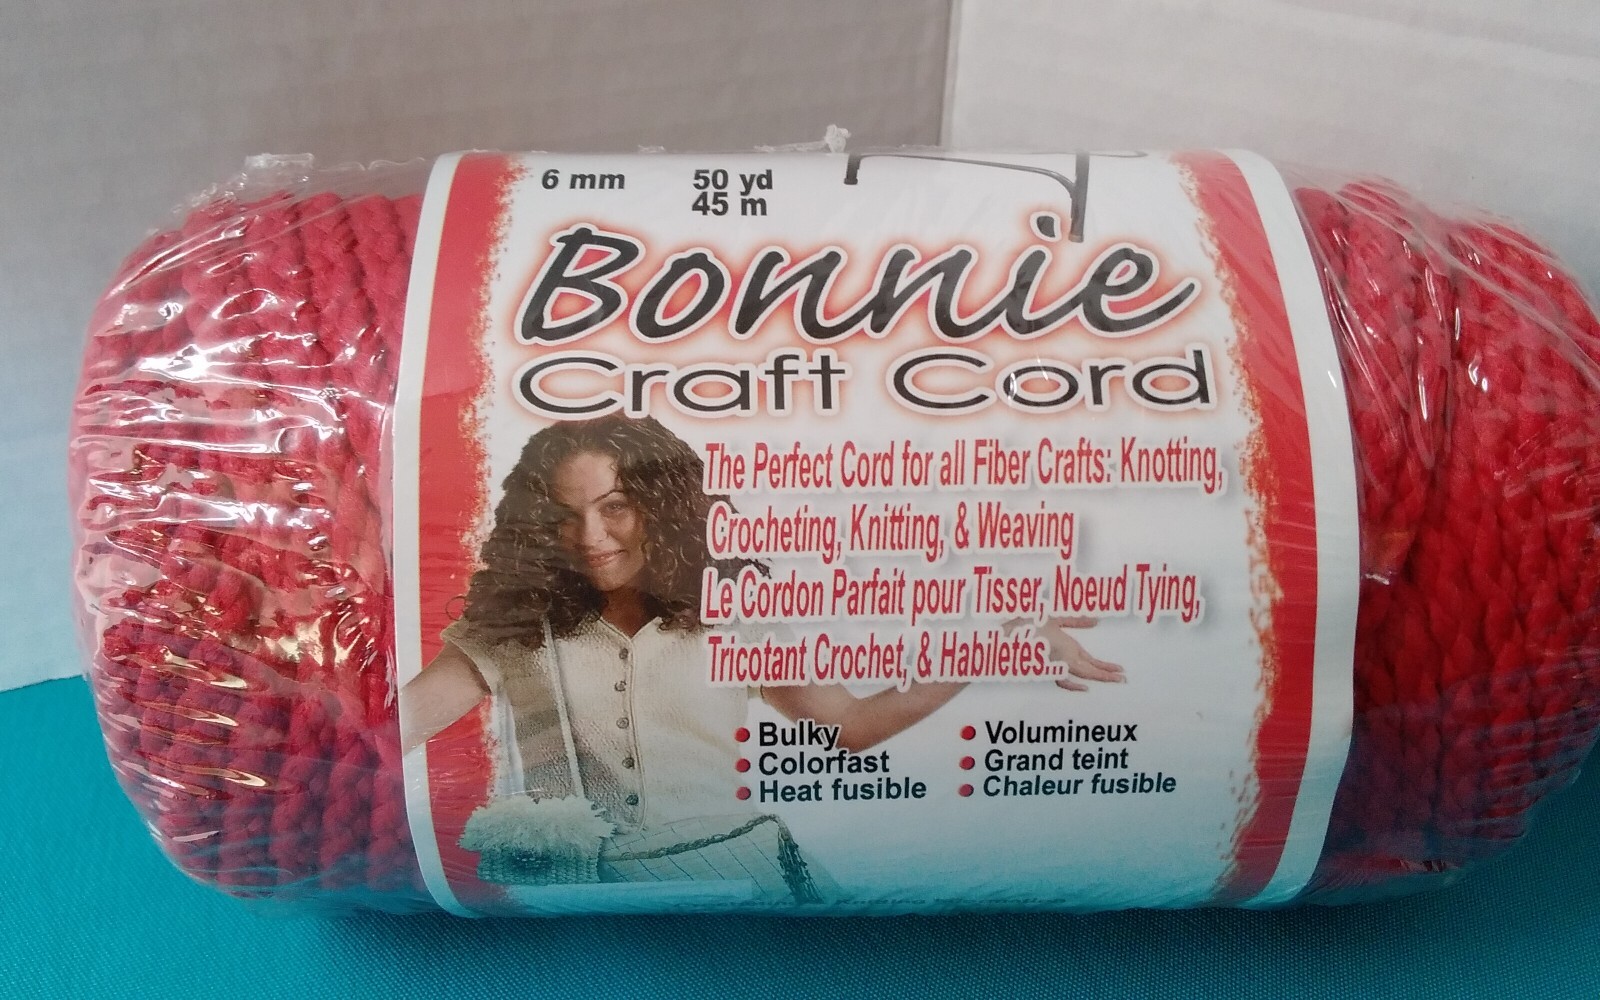 6 mm
50 yd
45 m
Bonnie
Craft Cord
The Perfect Cord for all Fiber Crafts: Knotting,
Crocheting, Knitting, & Weaving
Le Cordon Parfait pour Tisser, Noeud Tying,
Tricotant Crochet, & Habiletés...
• Bulky
• Colorfast
• Heat fusible
• Volumineux
• Grand teint
• Chaleur fusible
Knitting Information